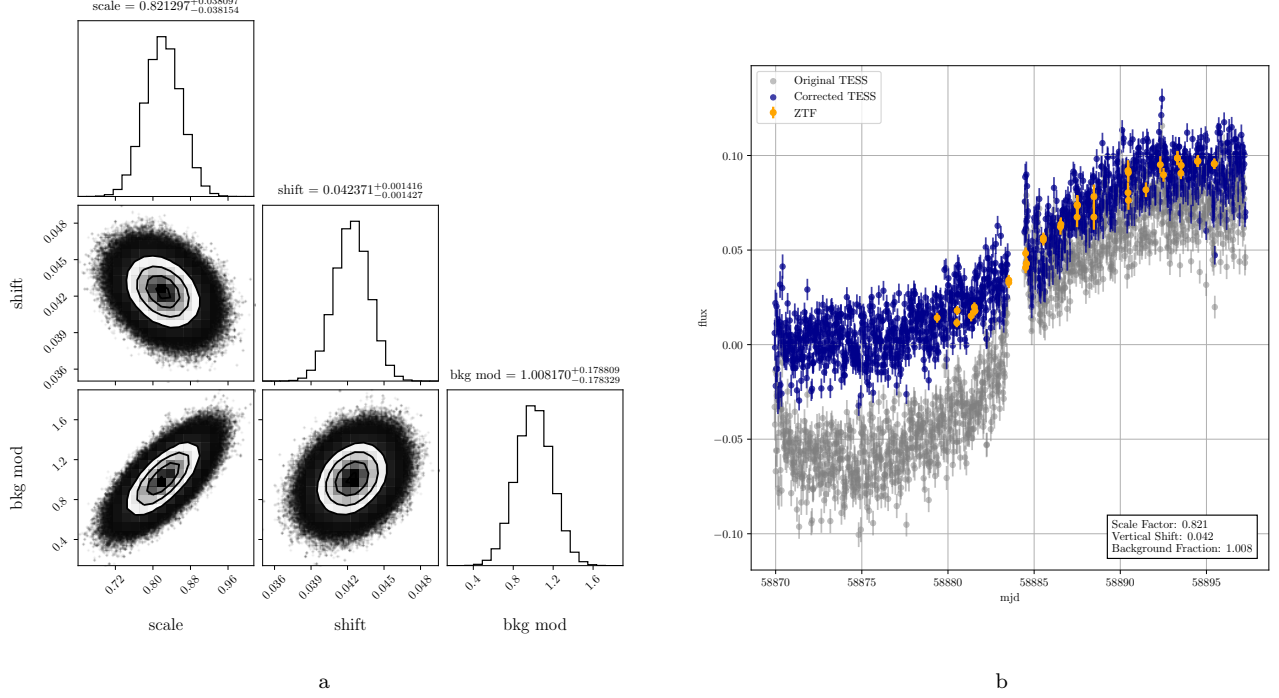 scale = 0.821297+0.038097 −0.038154
shift = 0.042371+0.001416 −0.001427
bkg mod = 1.008170+0.178809 −0.178329
shift
0.048
0.045
0.042
0.039
0.036
bkg mod
1.6
1.2
0.8
0.4
0.72 0.80 0.88 0.96
0.036 0.039 0.042 0.045 0.048
0.4 0.8 1.2 1.6
scale
shift
bkg mod
a
Original TESS
Corrected TESS
ZTF
flux
0.10
0.05
0.00
−0.05
−0.10
Scale Factor: 0.821
Vertical Shift: 0.042
Background Fraction: 1.008
58870 58875 58880 58885 58890 58895
mjd
b